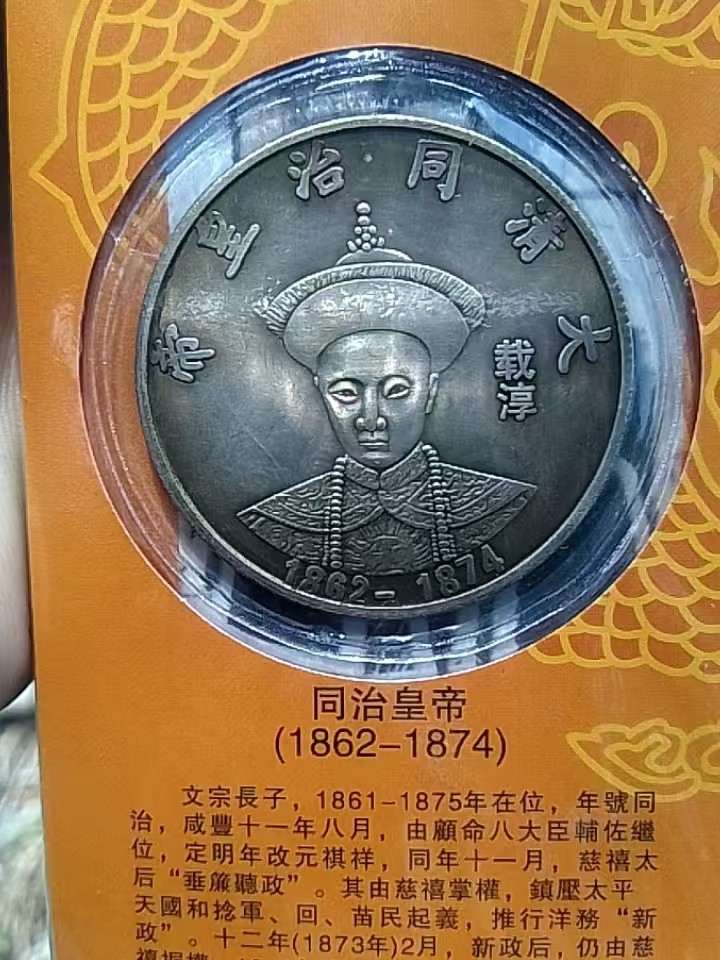 大清同治皇帝
載淳
1862-1874
同治皇帝
(1862-1874)
文宗長子，1861-1875年在位，年號同
治，咸豐十一年八月，由顧命八大臣輔佐繼
位，定明年改元祺祥，同年十一月，慈禧太
后“垂簾聽政”。其由慈禧掌權，鎮壓太平
天國和捻軍、回、苗民起義，推行洋務“新
政”。十二年(1873年)2月，新政后，仍由慈